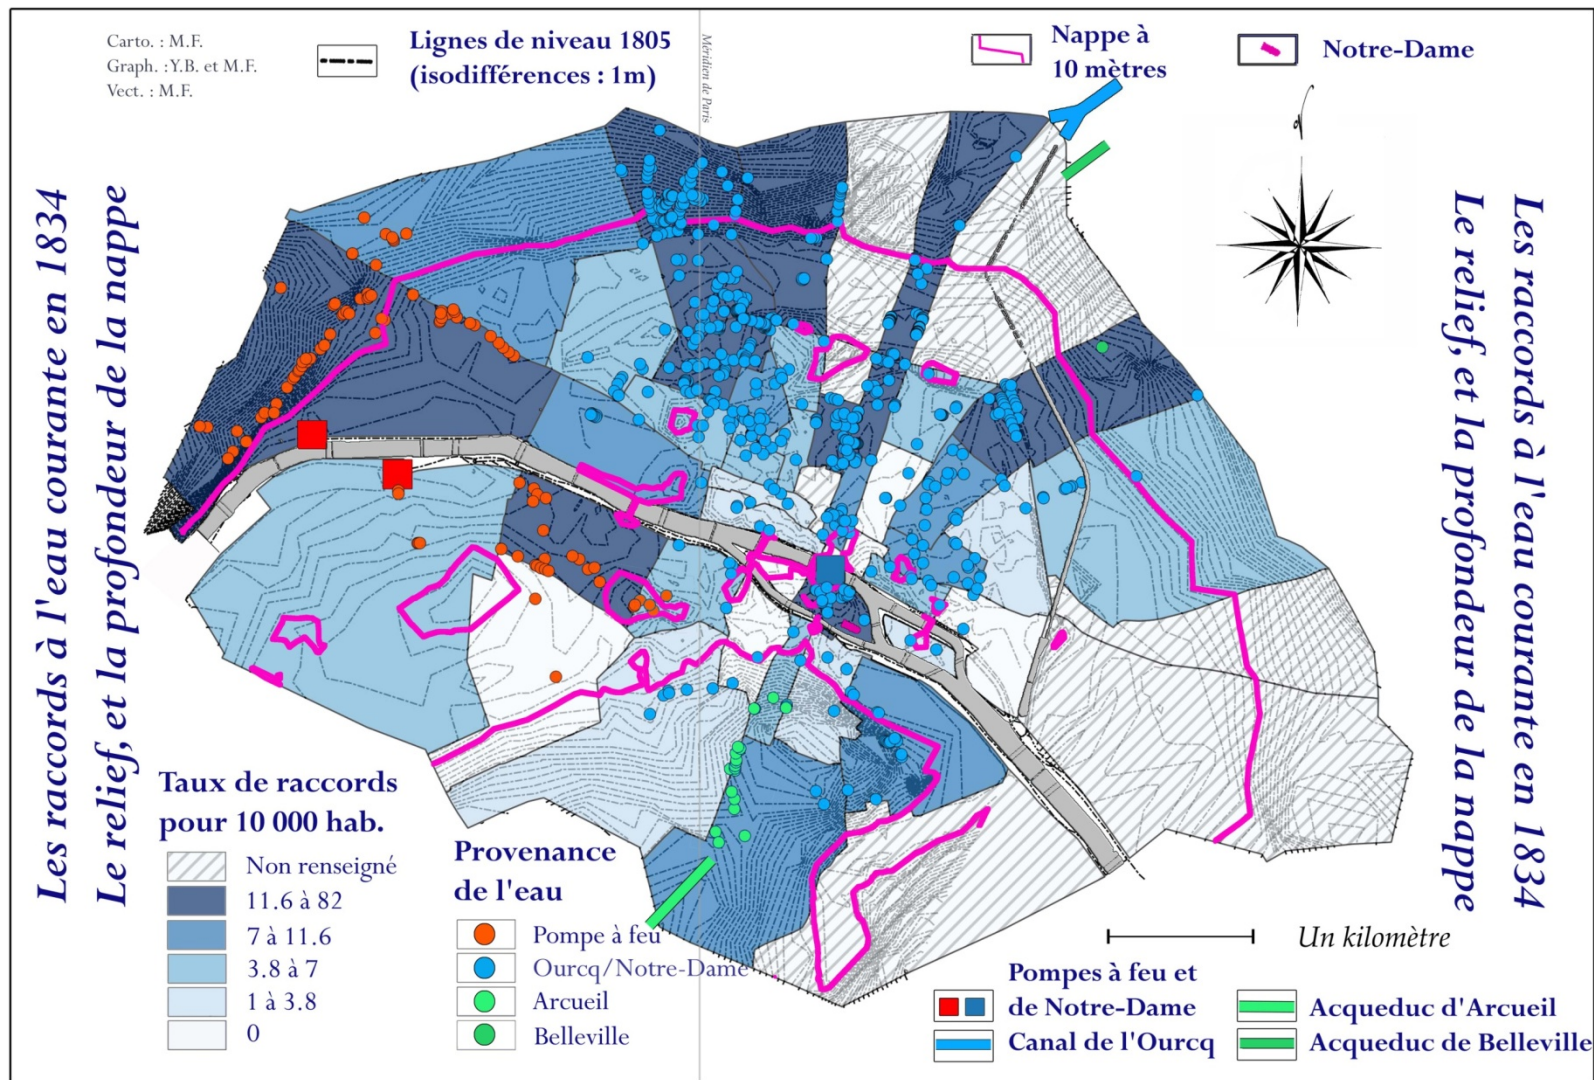 Carto. : M.F.
Graph. :Y.B. et M.F.
Vect. : M.F.
Lignes de niveau 1805
(isodifférences : 1m)
Méridien de Paris
Nappe à
10 mètres
Notre-Dame
Les raccords à l'eau courante en 1834
Le relief, et la profondeur de la nappe
Les raccords à l'eau courante en 1834
Le relief, et la profondeur de la nappe
Taux de raccords
pour 10 000 hab.
Non renseigné
11.6 à 82
7 à 11.6
3.8 à 7
1 à 3.8
0
Provenance
de l'eau
Pompe à feu
Ourcq/Notre-Dame
Arcueil
Belleville
Un kilomètre
Pompes à feu et
de Notre-Dame
Canal de l'Ourcq
Acqueduc d'Arcueil
Acqueduc de Belleville